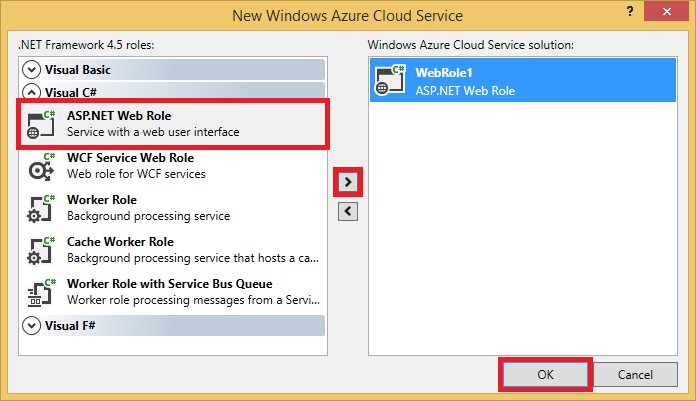 New Windows Azure Cloud Service
?
.NET Framework 4.5 roles:
Visual Basic
Visual C#
C#
ASP.NET Web Role
Service with a web user interface
C#
WCF Service Web Role
Web role for WCF services
C#
Worker Role
Background processing service
C#
Cache Worker Role
Background processing service that hosts a ca...
C#
Worker Role with Service Bus Queue
Worker role processing messages from a Servi...
Visual F#
Windows Azure Cloud Service solution:
C#
WebRole1
ASP.NET Web Role
OK
Cancel